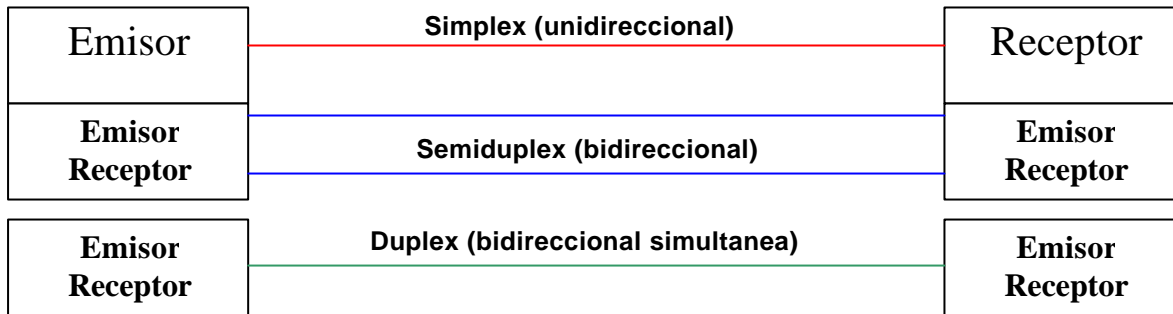 Emisor
Simplex (unidireccional)
Receptor
Emisor
Receptor
Semiduplex (bidireccional)
Emisor
Receptor
Emisor
Receptor
Duplex (bidireccional simultanea)
Emisor
Receptor